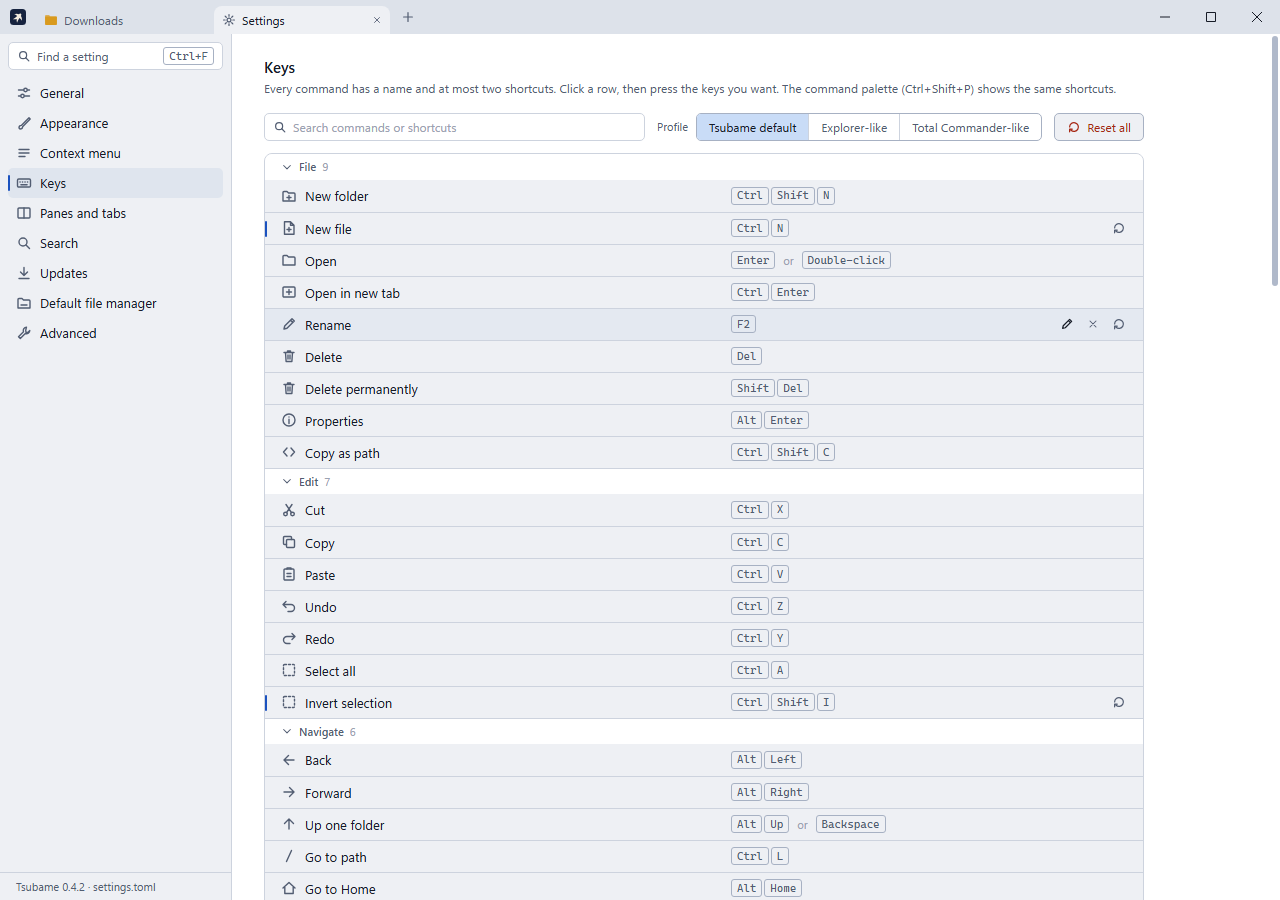 Downloads
Settings
Find a setting Ctrl+F
General
Appearance
Context menu
Keys
Panes and tabs
Search
Updates
Default file manager
Advanced
Tsubame 0.4.2 · settings.toml
Keys
Every command has a name and at most two shortcuts. Click a row, then press the keys you want. The command palette (Ctrl+Shift+P) shows the same shortcuts.
Search commands or shortcuts Profile Tsubame default Explorer-like Total Commander-like Reset all
File 9
New folder Ctrl Shift N
New file Ctrl N
Open Enter or Double-click
Open in new tab Ctrl Enter
Rename F2
Delete Del
Delete permanently Shift Del
Properties Alt Enter
Copy as path Ctrl Shift C
Edit 7
Cut Ctrl X
Copy Ctrl C
Paste Ctrl V
Undo Ctrl Z
Redo Ctrl Y
Select all Ctrl A
Invert selection Ctrl Shift I
Navigate 6
Back Alt Left
Forward Alt Right
Up one folder Alt Up or Backspace
Go to path Ctrl L
Go to Home Alt Home